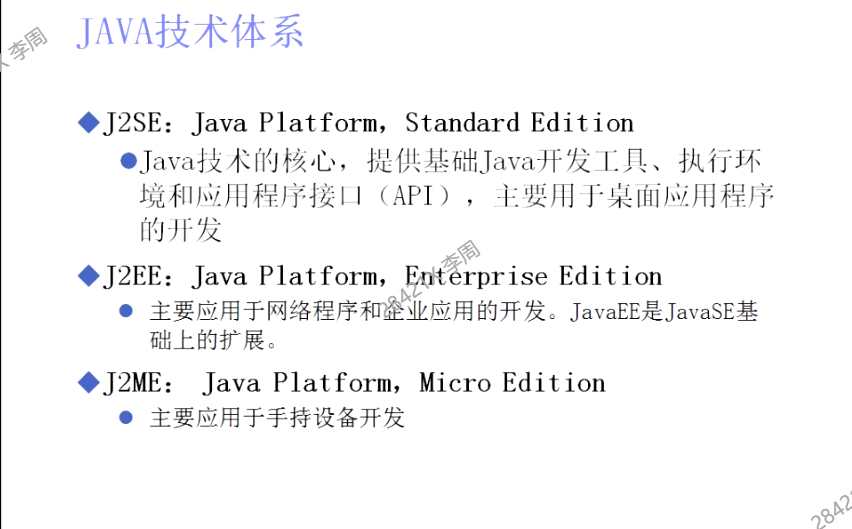 JAVA技术体系
李周
J2SE：Java Platform，Standard Edition
Java技术的核心，提供基础Java开发工具、执行环
境和应用程序接口（API），主要用于桌面应用程序
的开发
J2EE：Java Platform，Enterprise Edition
主要应用于网络程序和企业应用的开发。JavaEE是JavaSE基
础上的扩展。
李周
J2ME： Java Platform，Micro Edition
主要应用于手持设备开发
2842